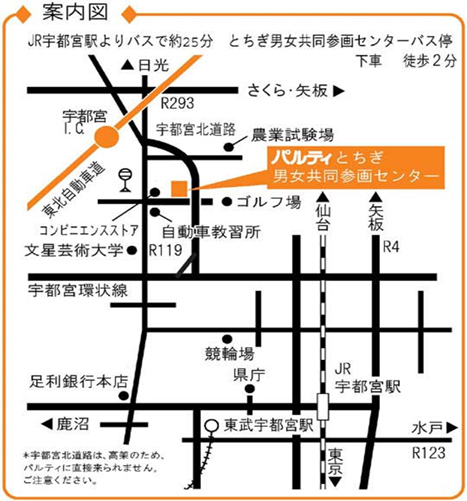 案内図
JR宇都宮駅よりバスで約25分　とちぎ男女共同参画センターバス停
下車　徒歩2分
▲日光
R293
さくら・矢板▶
宇都宮
I.C.
宇都宮北道路
農業試験場
パルティとちぎ
男女共同参画センター
東北自動車道
ゴルフ場
▲仙台
▲矢板
コンビニエンスストア
自動車教習所
文星芸術大学
R119
R4
宇都宮環状線
競輪場
JR
宇都宮駅
県庁
足利銀行本店
◀鹿沼
東武宇都宮駅
水戸▶
R123
東京▼
*宇都宮北道路は、高架のため、
パルティに直接来られません。
ご注意ください。